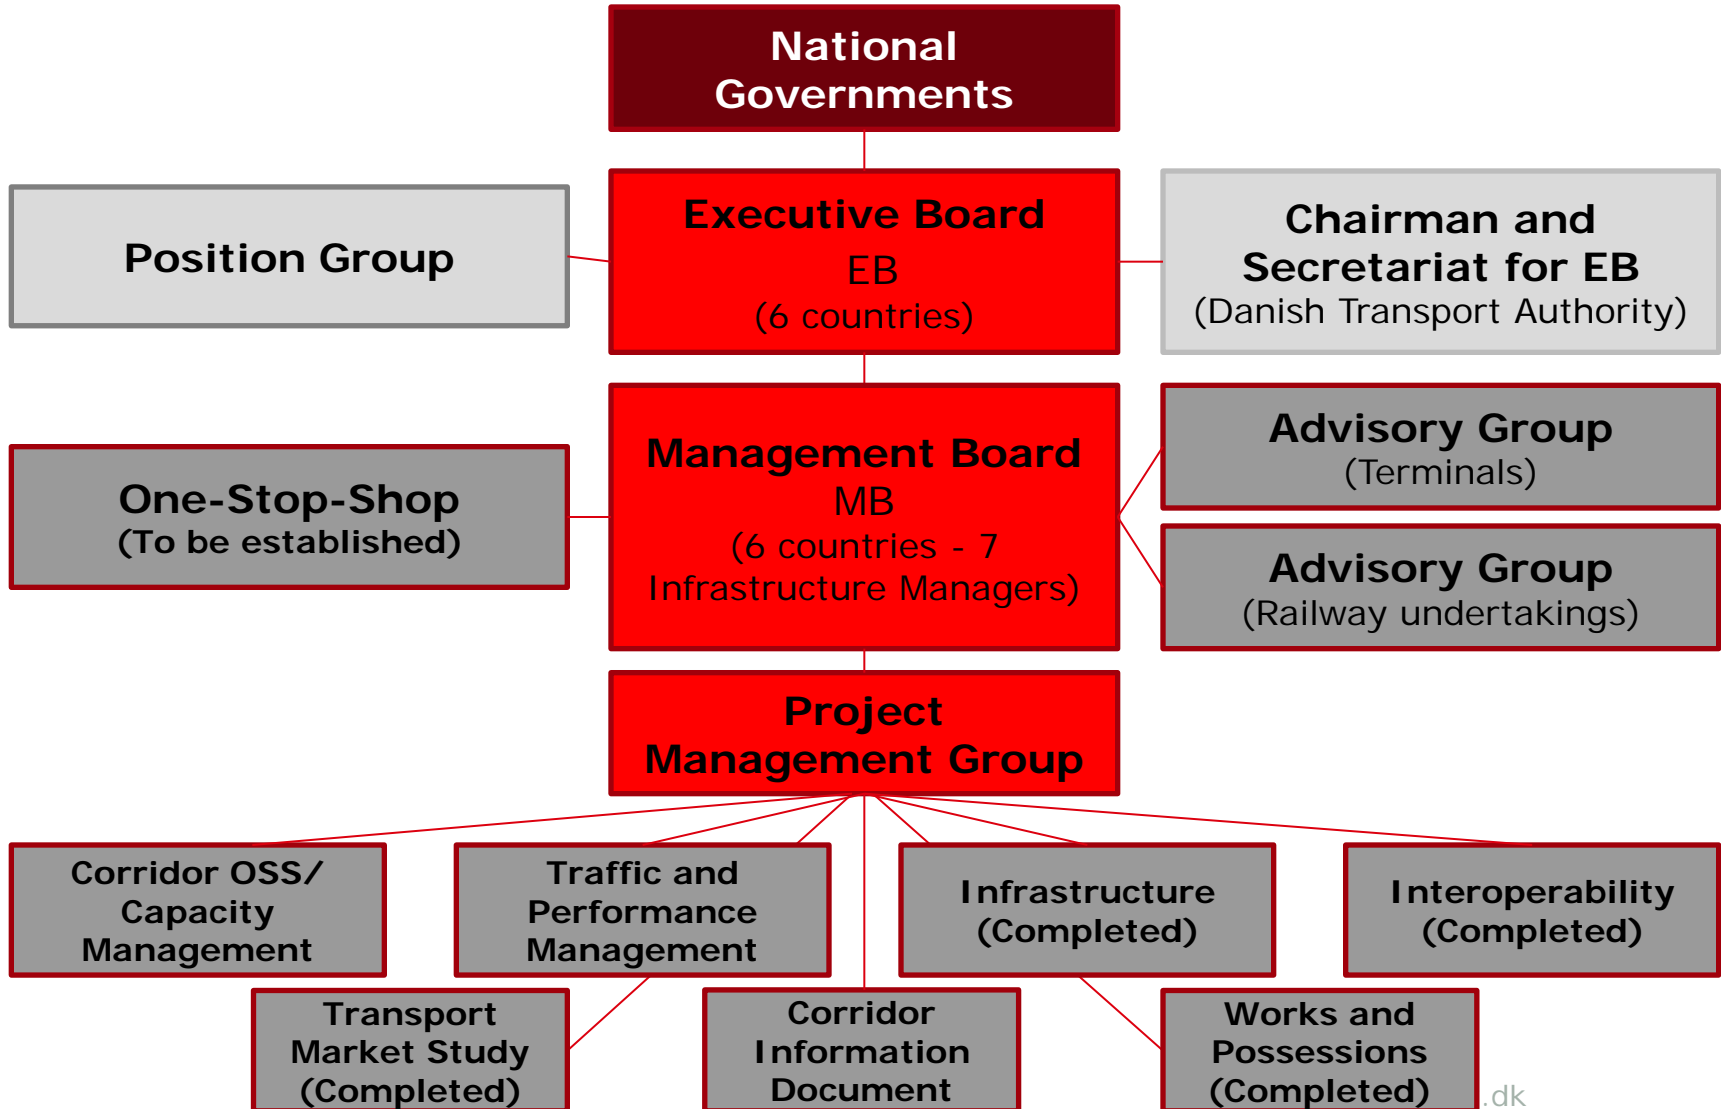 National
Governments
Position Group
Executive Board
EB
(6 countries)
Chairman and
Secretariat for EB
(Danish Transport Authority)
One-Stop-Shop
(To be established)
Management Board
MB
(6 countries - 7
Infrastructure Managers)
Advisory Group
(Terminals)
Advisory Group
(Railway undertakings)
Project
Management Group
Corridor OSS/
Capacity
Management
Traffic and
Performance
Management
Infrastructure
(Completed)
Interoperability
(Completed)
Transport
Market Study
(Completed)
Corridor
Information
Document
Works and
Possessions
(Completed)
.dk